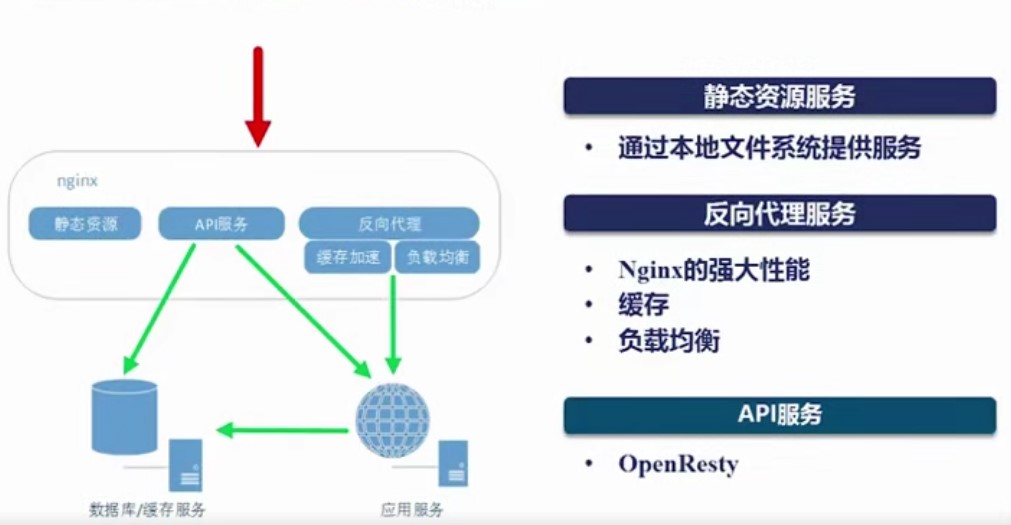 nginx
静态资源
API服务
反向代理
缓存加速
负载均衡
数据库/缓存服务
应用服务
静态资源服务
• 通过本地文件系统提供服务
反向代理服务
• Nginx的强大性能
• 缓存
• 负载均衡
API服务
• OpenResty